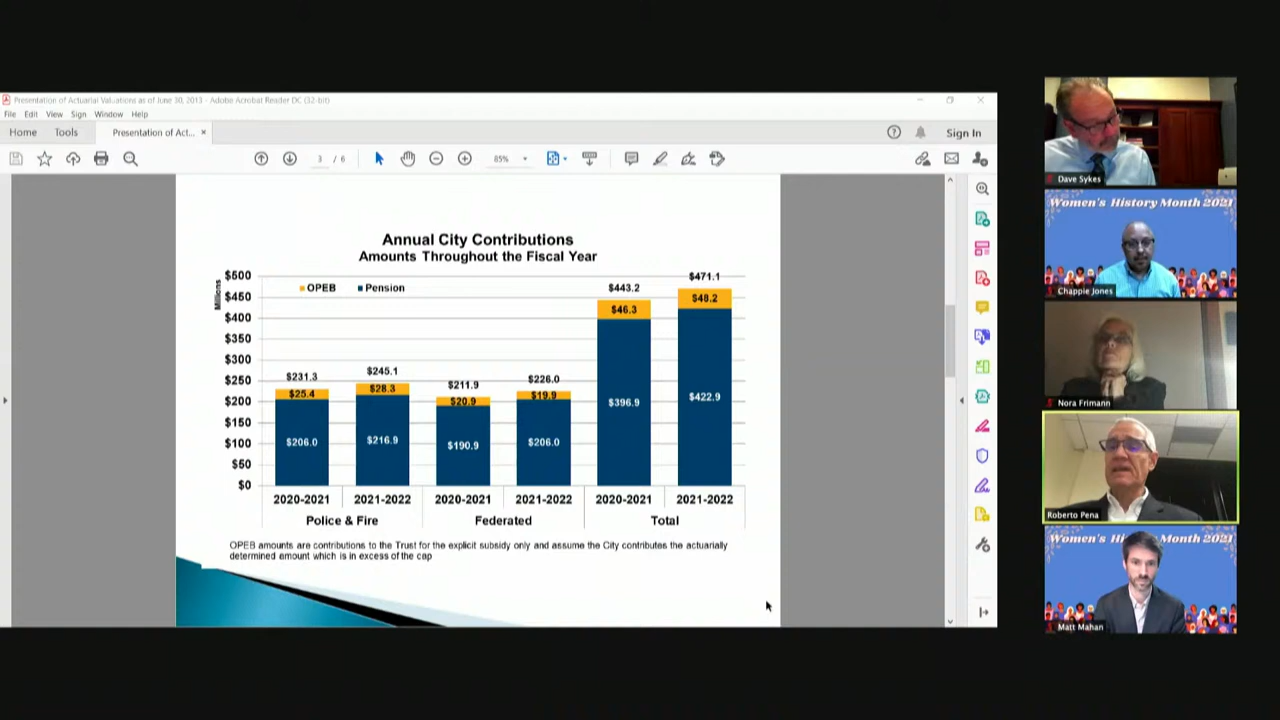 Presentation of Actuarial Valuations as of June 30, 2013 - Adobe Acrobat Reader DC (32-bit)
File Edit View Sign Window Help
Home Tools Presentation of Act... × Sign In
3 / 6 85%
Annual City Contributions
Amounts Throughout the Fiscal Year
Millions
OPEB Pension
$500
$450
$400
$350
$300
$250
$200
$150
$100
$50
$0
$231.3 $245.1 $211.9 $226.0 $443.2 $471.1
$25.4 $28.3 $20.9 $19.9 $46.3 $48.2
$206.0 $216.9 $190.9 $206.0 $396.9 $422.9
2020-2021 2021-2022 2020-2021 2021-2022 2020-2021 2021-2022
Police & Fire Federated Total
OPEB amounts are contributions to the Trust for the explicit subsidy only and assume the City contributes the actuarially
determined amount which is in excess of the cap
Dave Sykes
Women's History Month 2021
Chappie Jones
Nora Frimann
Roberto Pena
Women's History Month 2021
Matt Mahan